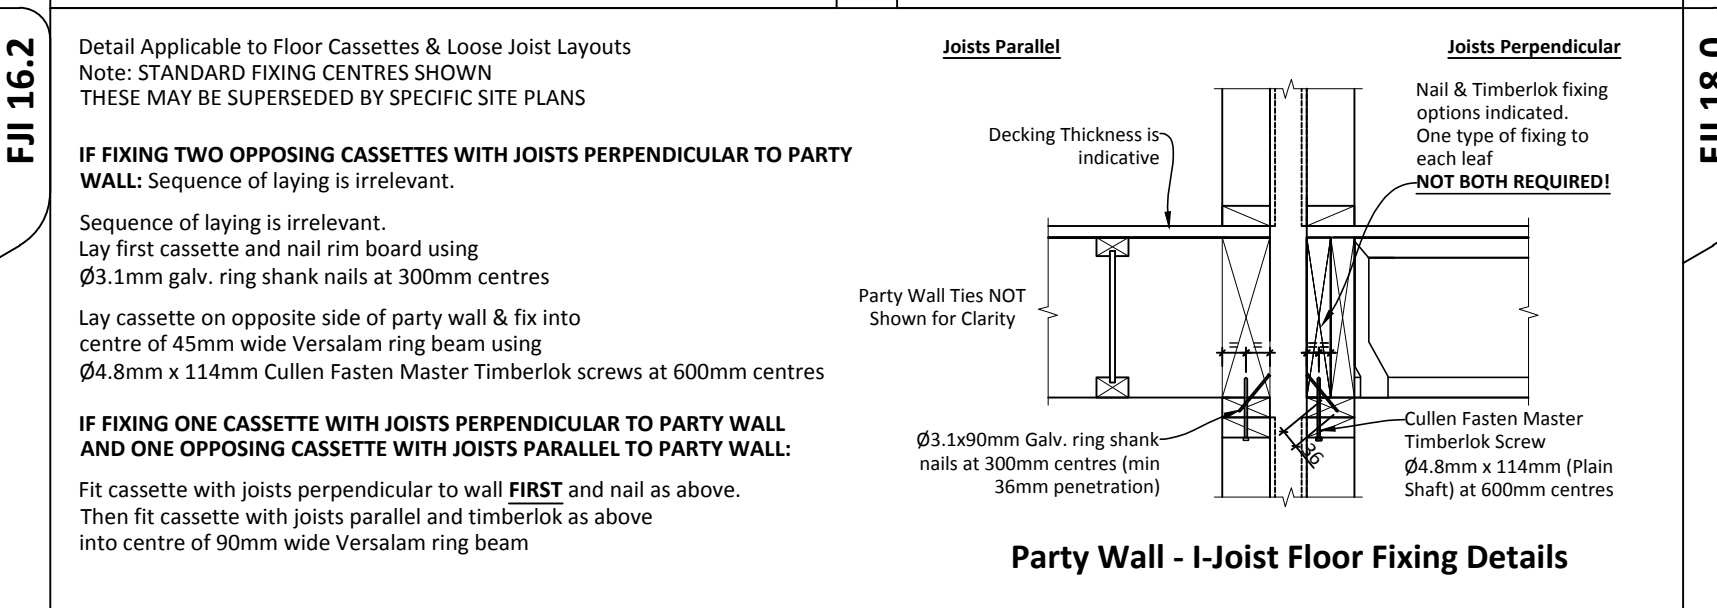 FJI 16.2
Detail Applicable to Floor Cassettes & Loose Joist Layouts
Note: STANDARD FIXING CENTRES SHOWN
THESE MAY BE SUPERSEDED BY SPECIFIC SITE PLANS
IF FIXING TWO OPPOSING CASSETTES WITH JOISTS PERPENDICULAR TO PARTY
WALL: Sequence of laying is irrelevant.
Sequence of laying is irrelevant.
Lay first cassette and nail rim board using
Ø3.1mm galv. ring shank nails at 300mm centres
Lay cassette on opposite side of party wall & fix into
centre of 45mm wide Versalam ring beam using
Ø4.8mm x 114mm Cullen Fasten Master Timberlok screws at 600mm centres
IF FIXING ONE CASSETTE WITH JOISTS PERPENDICULAR TO PARTY WALL
AND ONE OPPOSING CASSETTE WITH JOISTS PARALLEL TO PARTY WALL:
Fit cassette with joists perpendicular to wall FIRST and nail as above.
Then fit cassette with joists parallel and timberlok as above
into centre of 90mm wide Versalam ring beam
Joists Parallel
Joists Perpendicular
Decking Thickness is
indicative
Nail & Timberlok fixing
options indicated.
One type of fixing to
each leaf
NOT BOTH REQUIRED!
Party Wall Ties NOT
Shown for Clarity
Ø3.1x90mm Galv. ring shank
nails at 300mm centres (min
36mm penetration)
36
Cullen Fasten Master
Timberlok Screw
Ø4.8mm x 114mm (Plain
Shaft) at 600mm centres
Party Wall - I-Joist Floor Fixing Details